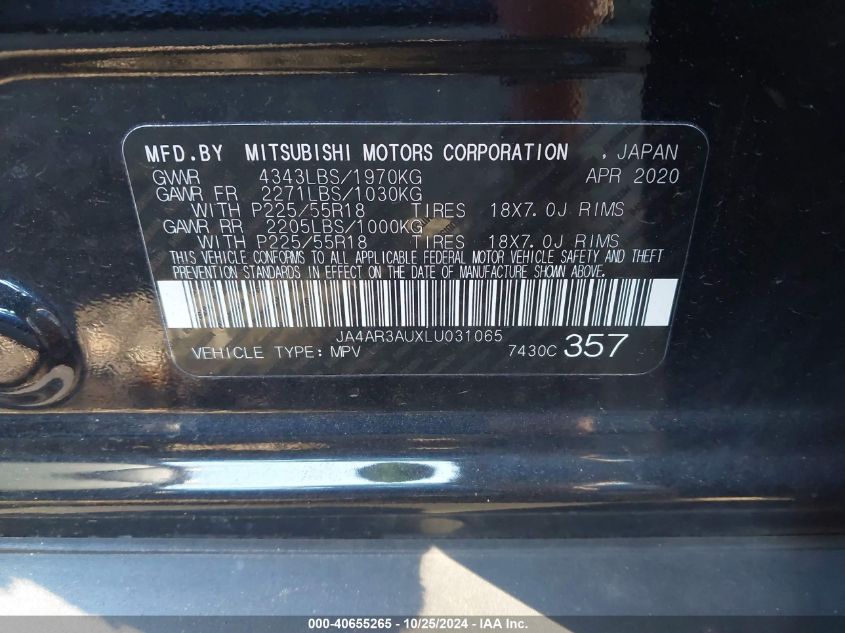 MFD.BY MITSUBISHI MOTORS CORPORATION , JAPAN
GVWR 4343LBS/1970KG APR 2020
GAWR FR 2271LBS/1030KG
WITH P225/55R18 TIRES 18X7.0J RIMS
GAWR RR 2205LBS/1000KG
WITH P225/55R18 TIRES 18X7.0J RIMS
THIS VEHICLE CONFORMS TO ALL APPLICABLE FEDERAL MOTOR VEHICLE SAFETY AND THEFT
PREVENTION STANDARDS IN EFFECT ON THE DATE OF MANUFACTURE SHOWN ABOVE.
JA4AR3AUXLU031065
VEHICLE TYPE: MPV 7430C 357
000-40655265 - 10/25/2024 - IAA Inc.